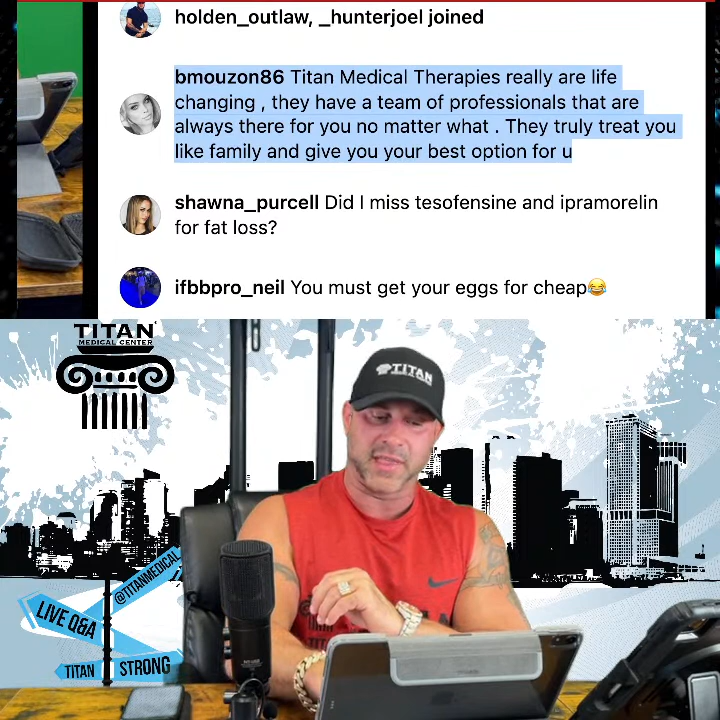 holden_outlaw, _hunterjoel joined
bmouzon86 Titan Medical Therapies really are life
changing , they have a team of professionals that are
always there for you no matter what . They truly treat you
like family and give you your best option for u
shawna_purcell Did I miss tesofensine and ipramorelin
for fat loss?
ifbbpro_neil You must get your eggs for cheap😂
TITAN
MEDICAL CENTER
TITAN
@TITANMEDICAL
LIVE Q&A
TITAN STRONG